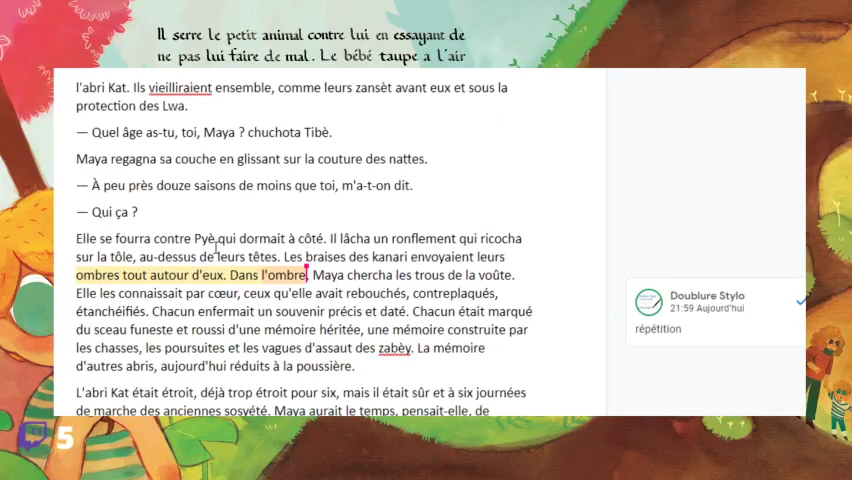 Il serre le petit animal contre lui en essayant de
ne pas lui faire de mal. Le bébé taupe a l'air
l'abri Kat. Ils vieilliraient ensemble, comme leurs zansèt avant eux et sous la
protection des Lwa.
— Quel âge as-tu, toi, Maya ? chuchota Tibè.
Maya regagna sa couche en glissant sur la couture des nattes.
— À peu près douze saisons de moins que toi, m'a-t-on dit.
— Qui ça ?
Elle se fourra contre Pyè qui dormait à côté. Il lâcha un ronflement qui ricocha
sur la tôle, au-dessus de leurs têtes. Les braises des kanari envoyaient leurs
ombres tout autour d'eux. Dans l'ombre, Maya chercha les trous de la voûte.
Elle les connaissait par cœur, ceux qu'elle avait rebouchés, contreplaqués,
étanchéifiés. Chacun enfermait un souvenir précis et daté. Chacun était marqué
du sceau funeste et roussi d'une mémoire héritée, une mémoire construite par
les chasses, les poursuites et les vagues d'assaut des zabèy. La mémoire
d'autres abris, aujourd'hui réduits à la poussière.
L'abri Kat était étroit, déjà trop étroit pour six, mais il était sûr et à six journées
de marche des anciennes sosyété. Maya aurait le temps, pensait-elle, de
Doublure Stylo
21:59 Aujourd'hui
répétition
5